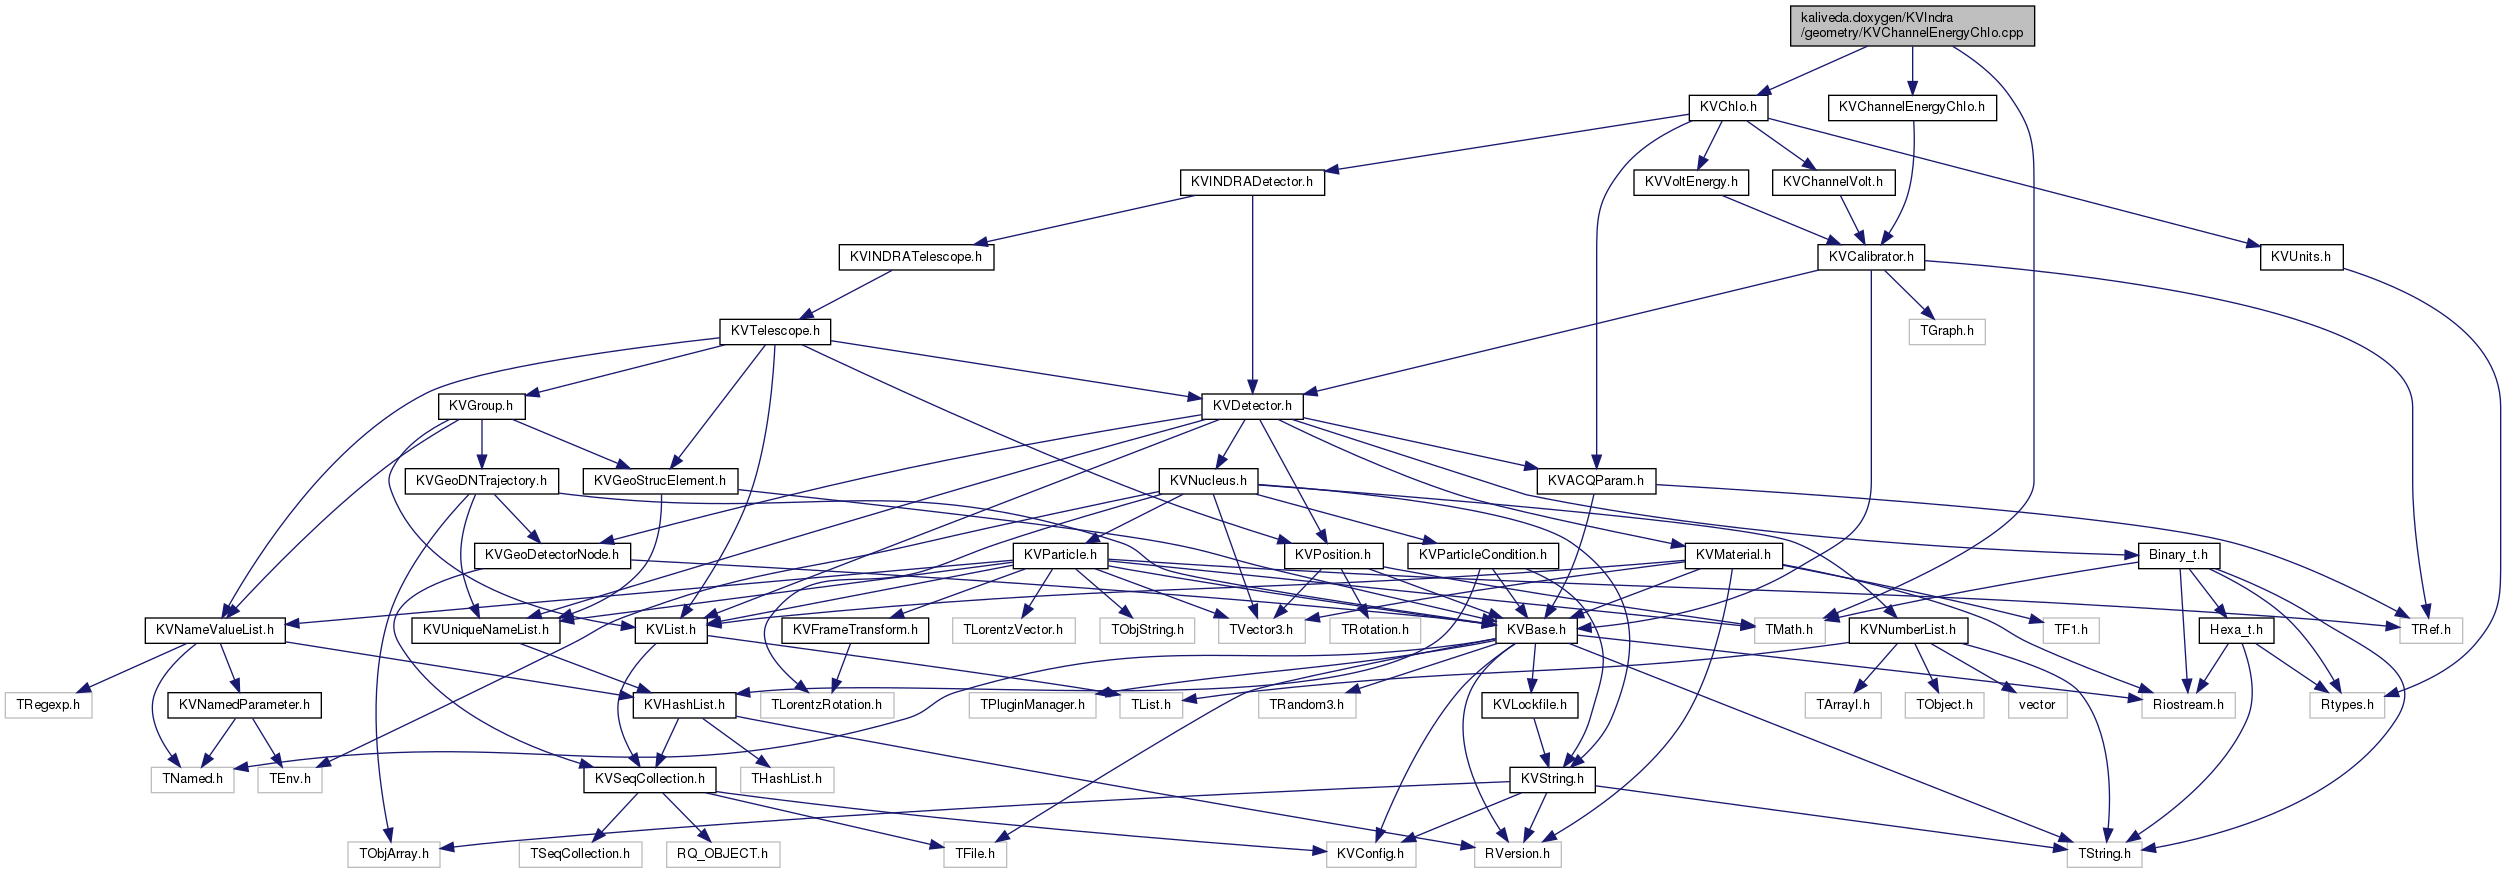 kaliveda.doxygen/KVIndra
/geometry/KVChannelEnergyChIo.cpp
KVChIo.h
KVChannelEnergyChIo.h
KVINDRADetector.h
KVVoltEnergy.h
KVChannelVolt.h
KVINDRATelescope.h
KVCalibrator.h
KVUnits.h
KVTelescope.h
TGraph.h
KVGroup.h
KVDetector.h
KVGeoDNTrajectory.h
KVGeoStrucElement.h
KVNucleus.h
KVACQParam.h
KVGeoDetectorNode.h
KVParticle.h
KVPosition.h
KVParticleCondition.h
KVMaterial.h
Binary_t.h
KVNameValueList.h
KVUniqueNameList.h
KVList.h
KVFrameTransform.h
TLorentzVector.h
TObjString.h
TVector3.h
TRotation.h
KVBase.h
TMath.h
KVNumberList.h
TF1.h
Hexa_t.h
TRef.h
TRegexp.h
KVNamedParameter.h
KVHashList.h
TLorentzRotation.h
TPluginManager.h
TList.h
TRandom3.h
KVLockfile.h
TArrayI.h
TObject.h
vector
Riostream.h
Rtypes.h
TNamed.h
TEnv.h
KVSeqCollection.h
THashList.h
KVString.h
TObjArray.h
TSeqCollection.h
RQ_OBJECT.h
TFile.h
KVConfig.h
RVersion.h
TString.h